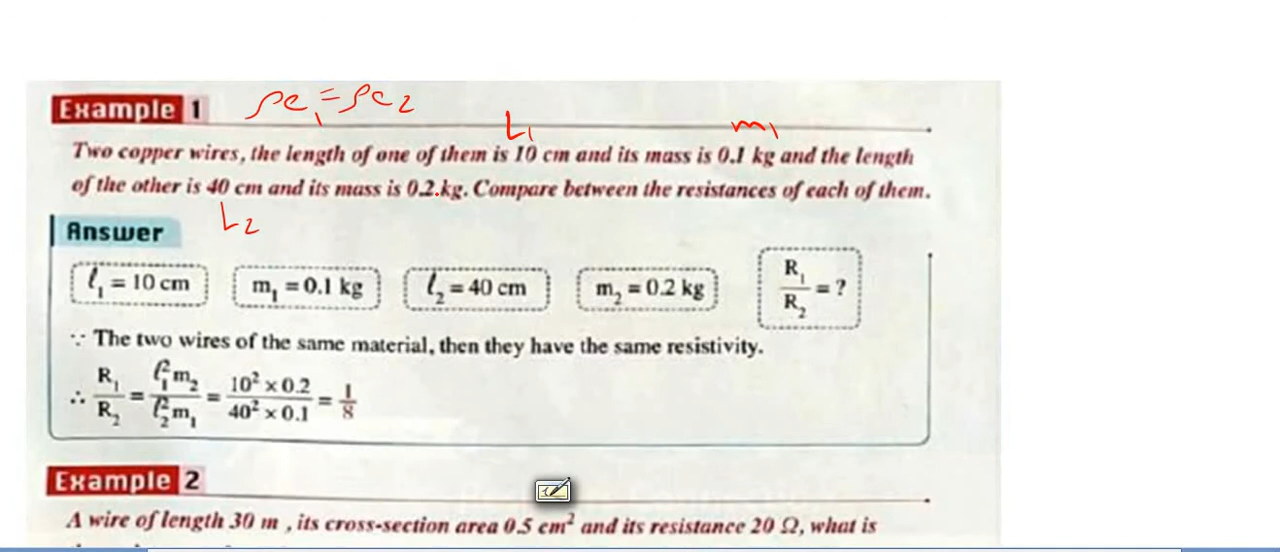 Example 1 ρe₁ = ρe₂
L₁ m₁
Two copper wires, the length of one of them is 10 cm and its mass is 0.1 kg and the length
of the other is 40 cm and its mass is 0.2 kg. Compare between the resistances of each of them.
L₂
Answer
l₁ = 10 cm m₁ = 0.1 kg l₂ = 40 cm m₂ = 0.2 kg R₁/R₂ = ?
∵ The two wires of the same material, then they have the same resistivity.
∴ R₁/R₂ = l₁²m₂/l₂²m₁ = 10² × 0.2/40² × 0.1 = 1/8
Example 2
A wire of length 30 m , its cross-section area 0.5 cm² and its resistance 20 Ω, what is